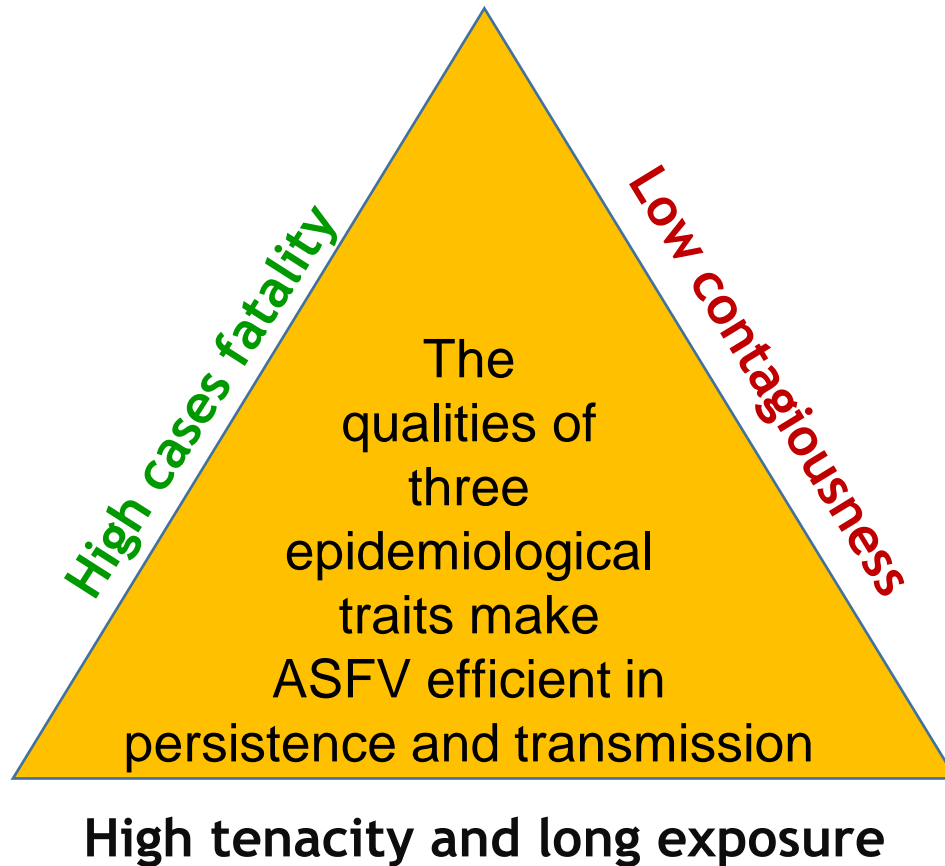 High cases fatality
Low contagiousness
The
qualities of
three
epidemiological
traits make
ASFV efficient in
persistence and transmission
High tenacity and long exposure